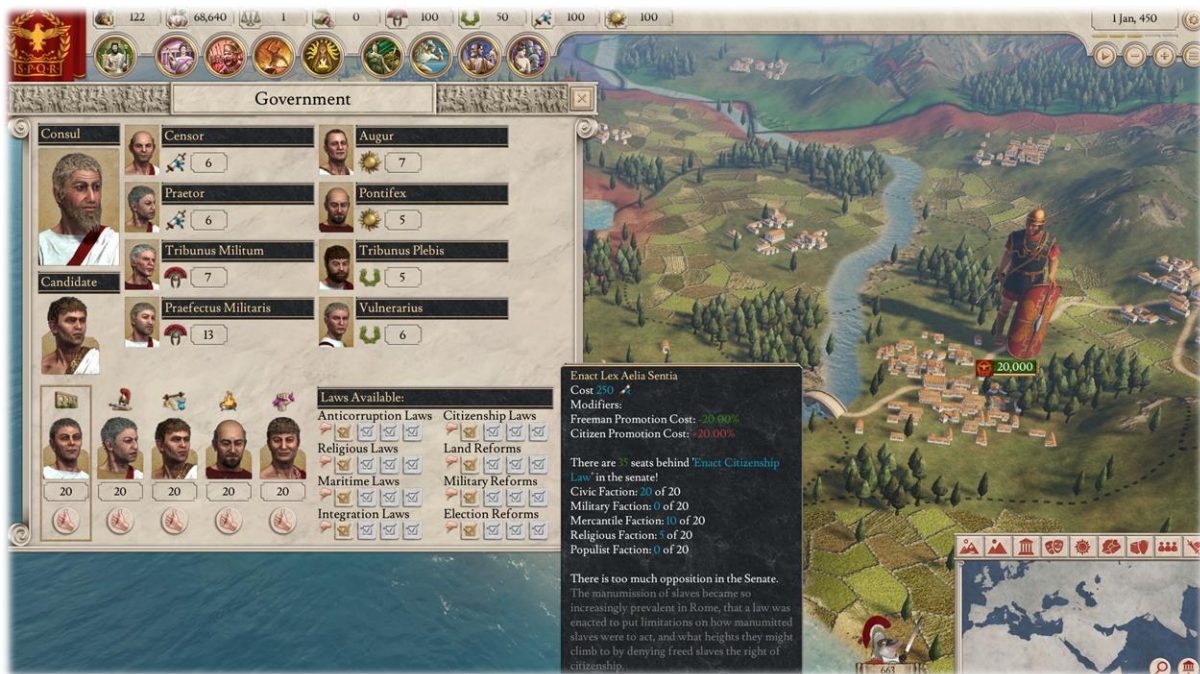 122 68,640 1 0 100 50 100 100
1 Jan, 450
S·P·Q·R
Government
Consul
Censor
6
Augur
7
Praetor
6
Pontifex
5
Tribunus Militum
7
Tribunus Plebis
5
Candidate
Praefectus Militaris
13
Vulnerarius
6
20 20 20 20 20
Laws Available:
Anticorruption Laws Citizenship Laws
Religious Laws Land Reforms
Maritime Laws Military Reforms
Integration Laws Election Reforms
Enact Lex Aelia Sentia
Cost 250
Modifiers:
Freeman Promotion Cost: -20.00%
Citizen Promotion Cost: +20.00%
There are 35 seats behind 'Enact Citizenship
Law' in the senate!
Civic Faction: 20 of 20
Military Faction: 0 of 20
Mercantile Faction: 10 of 20
Religious Faction: 5 of 20
Populist Faction: 0 of 20
There is too much opposition in the Senate.
The manumission of slaves became so
increasingly prevalent in Rome, that a law was
enacted to put limitations on how manumitted
slaves were to act, and what heights they might
climb to by denying freed slaves the right of
citizenship.
20,000
663